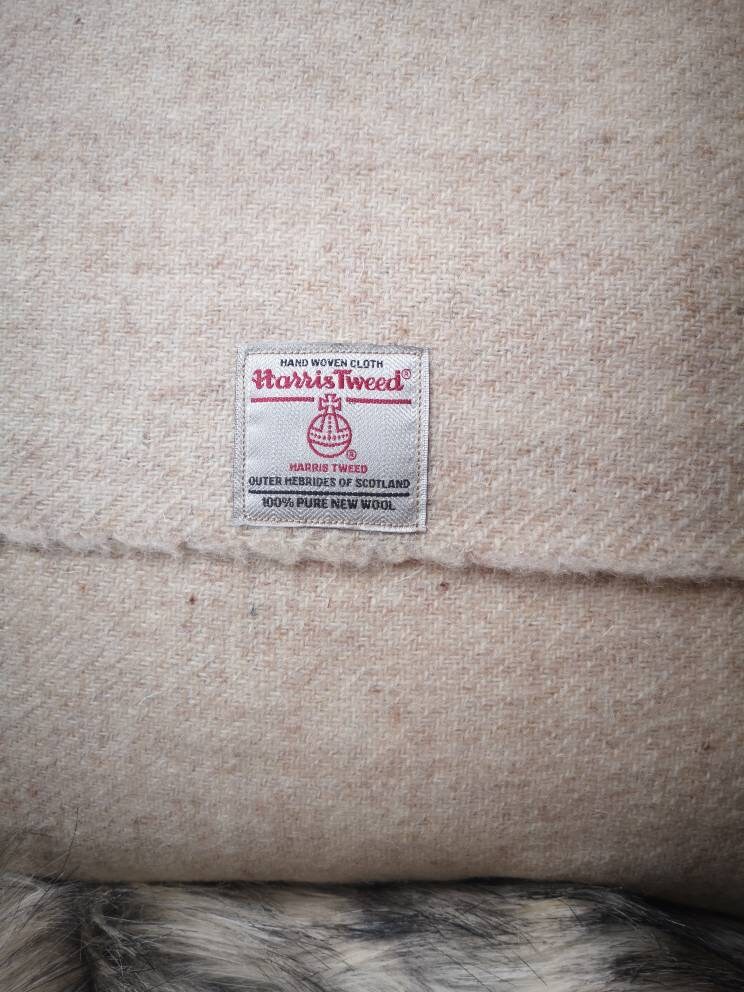 HAND WOVEN CLOTH
Harris Tweed®
®
HARRIS TWEED
OUTER HEBRIDES OF SCOTLAND
100% PURE NEW WOOL